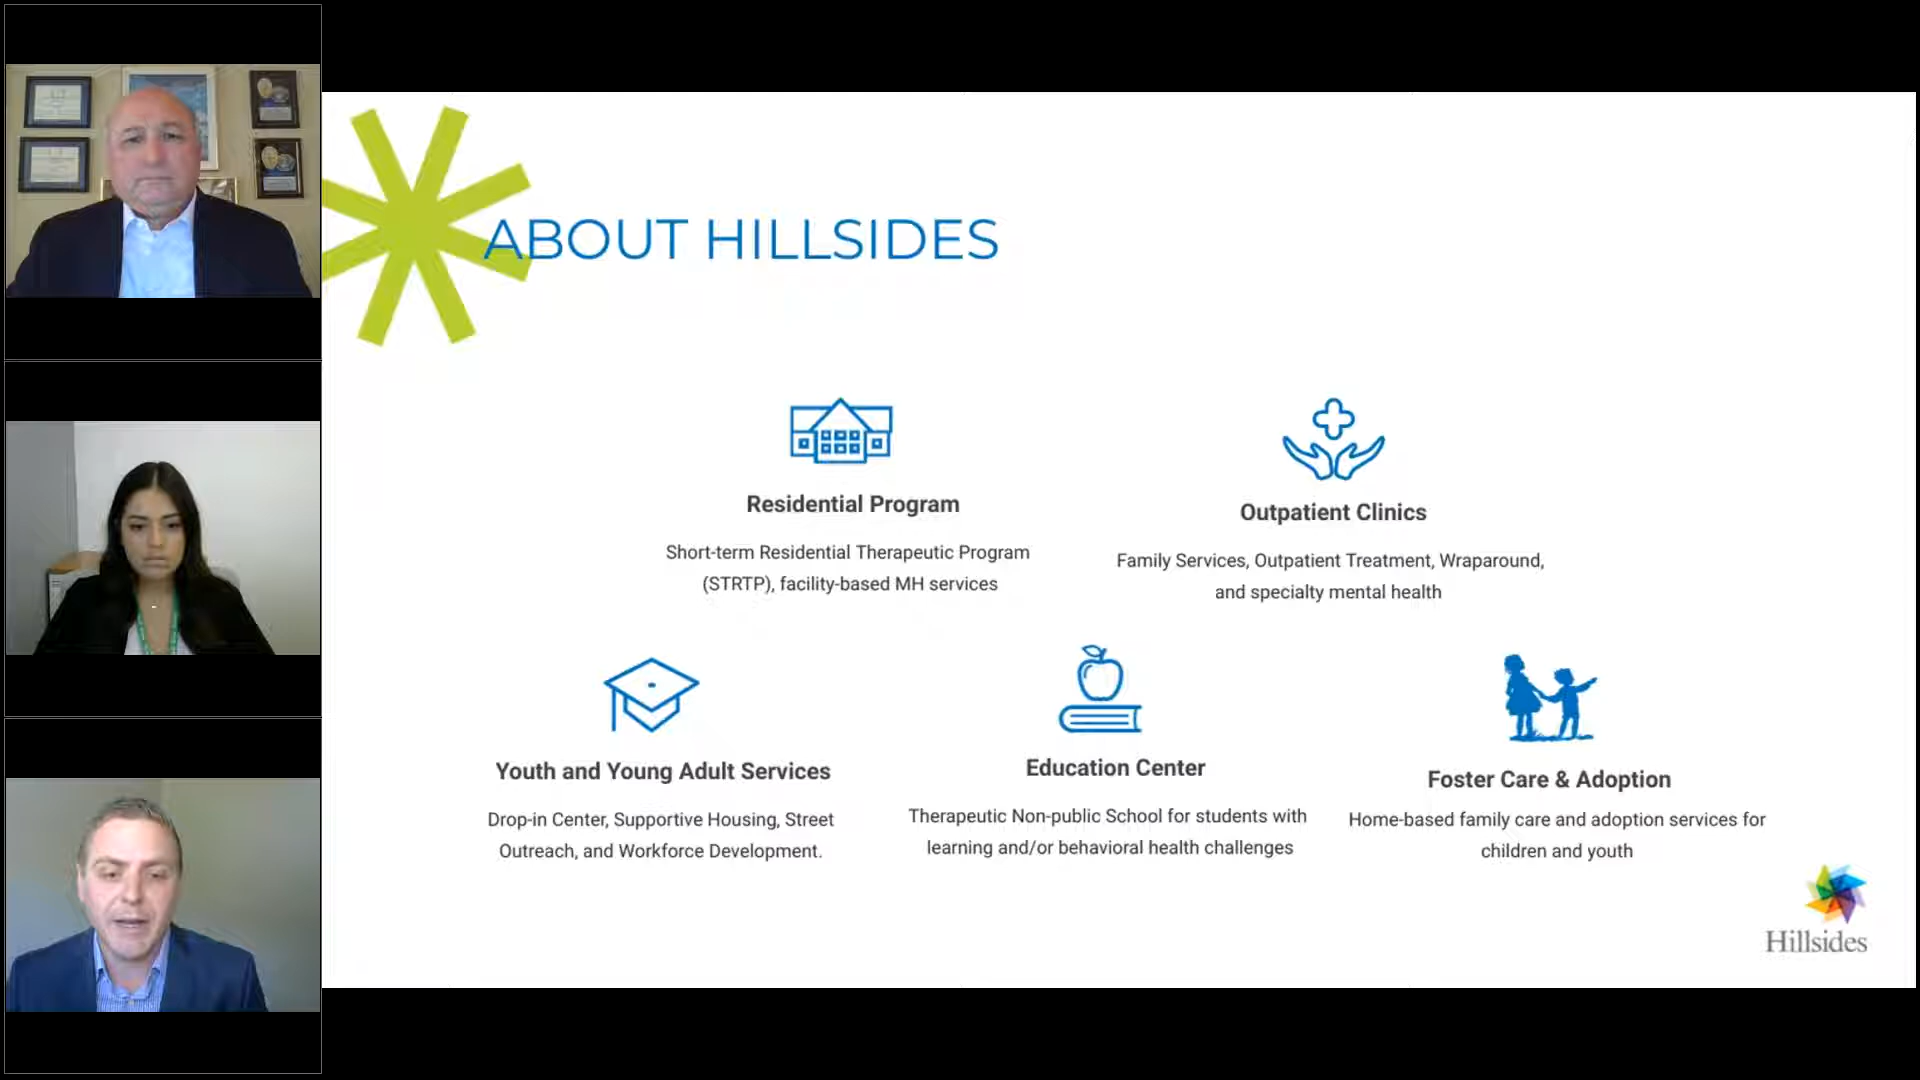 ABOUT HILLSIDES
Residential Program
Short-term Residential Therapeutic Program
(STRTP), facility-based MH services
Outpatient Clinics
Family Services, Outpatient Treatment, Wraparound,
and specialty mental health
Youth and Young Adult Services
Drop-in Center, Supportive Housing, Street
Outreach, and Workforce Development.
Education Center
Therapeutic Non-public School for students with
learning and/or behavioral health challenges
Foster Care & Adoption
Home-based family care and adoption services for
children and youth
Hillsides